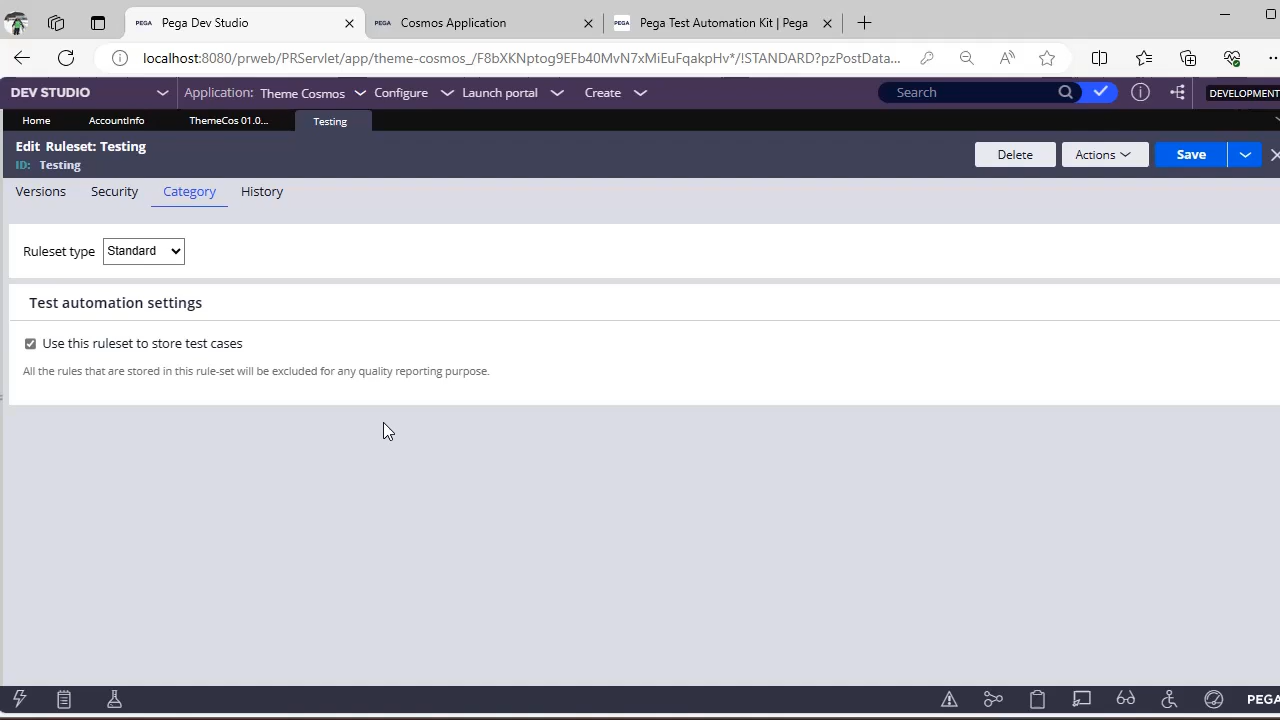 PEGA Pega Dev Studio PEGA Cosmos Application PEGA Pega Test Automation Kit | Pega
localhost:8080/prweb/PRServlet/app/theme-cosmos_/F8bXKNptog9EFb40MvN7xMiEuFqakpHv*/!STANDARD?pzPostData...
DEV STUDIO Application: Theme Cosmos Configure Launch portal Create Search DEVELOPMENT
Home AccountInfo ThemeCos 01.0... Testing
Edit Ruleset: Testing
ID: Testing
Delete Actions Save
Versions Security Category History
Ruleset type Standard
Test automation settings
Use this ruleset to store test cases
All the rules that are stored in this rule-set will be excluded for any quality reporting purpose.
PEGA